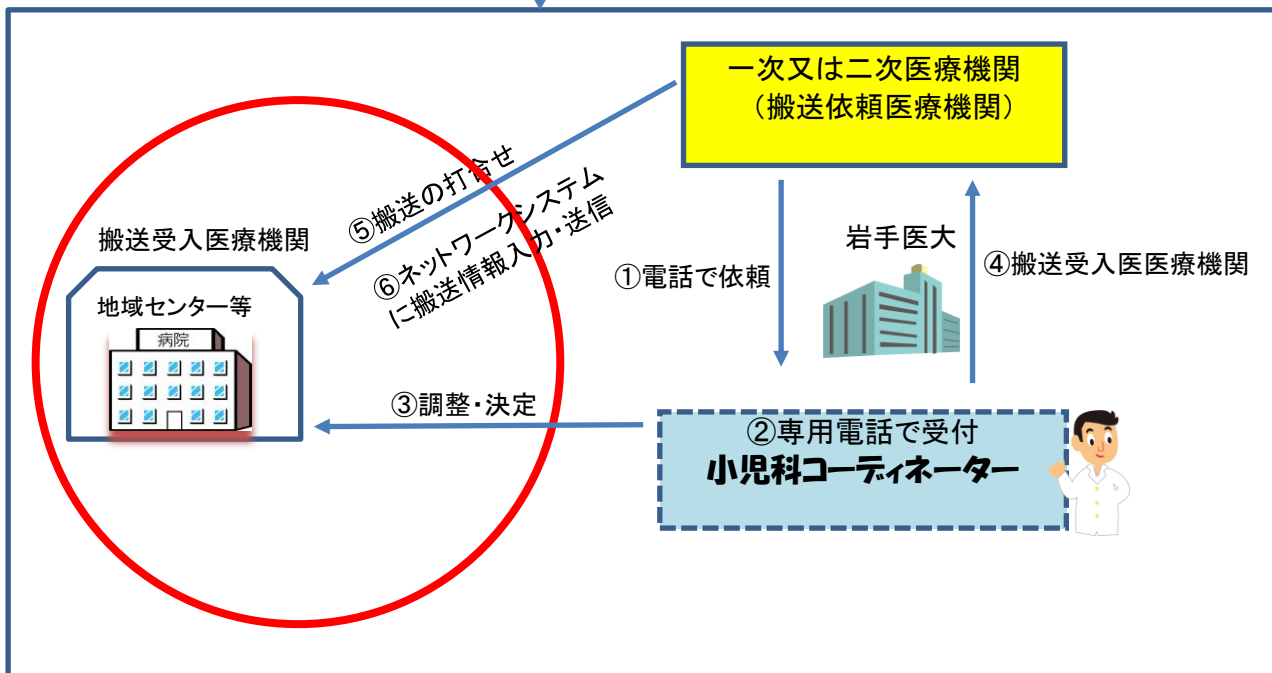 一次又は二次医療機関
（搬送依頼医療機関）
⑤搬送の打合せ
⑥ネットワークシステム
に搬送情報入力・送信
搬送受入医療機関
地域センター等
病院
①電話で依頼
岩手医大
④搬送受入医医療機関
③調整・決定
②専用電話で受付
小児科コーディネーター